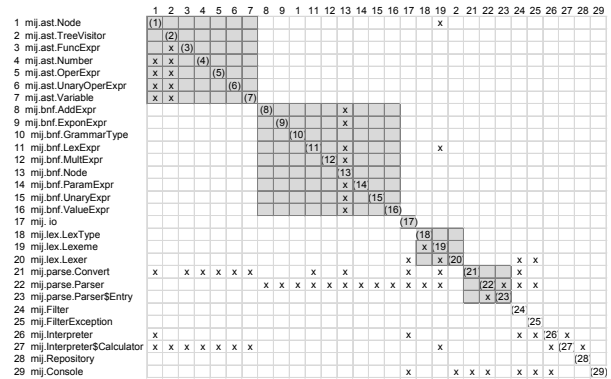 1 2 3 4 5 6 7 8 9 10 11 12 13 14 15 16 17 18 19 2 21 22 23 24 25 26 27 28 29
1 mij.ast.Node (1) x
2 mij.ast.TreeVisitor (2)
3 mij.ast.FuncExpr x (3)
4 mij.ast.Number x x (4)
5 mij.ast.OperExpr x x (5)
6 mij.ast.UnaryOperExpr x x (6)
7 mij.ast.Variable x x (7)
8 mij.bnf.AddExpr (8) x
9 mij.bnf.ExponExpr (9) x
10 mij.bnf.GrammarType (10
11 mij.bnf.LexExpr (11 x x
12 mij.bnf.MultExpr (12 x
13 mij.bnf.Node (13
14 mij.bnf.ParamExpr x (14
15 mij.bnf.UnaryExpr x (15
16 mij.bnf.ValueExpr x (16)
17 mij. io (17)
18 mij.lex.LexType (18
19 mij.lex.Lexeme x (19
20 mij.lex.Lexer x x (20 x x
21 mij.parse.Convert x x x x x x x x x x (21 x
22 mij.parse.Parser x x x x x x x x x x x x (22 x x x
23 mij.parse.Parser$Entry x (23
24 mij.Filter (24
25 mij.FilterException (25
26 mij.Interpreter x x x x (26 x
27 mij.Interpreter$Calculator x x x x x x x x x (27 x
28 mij.Repository (28
29 mij.Console x x x x x x x x (29)